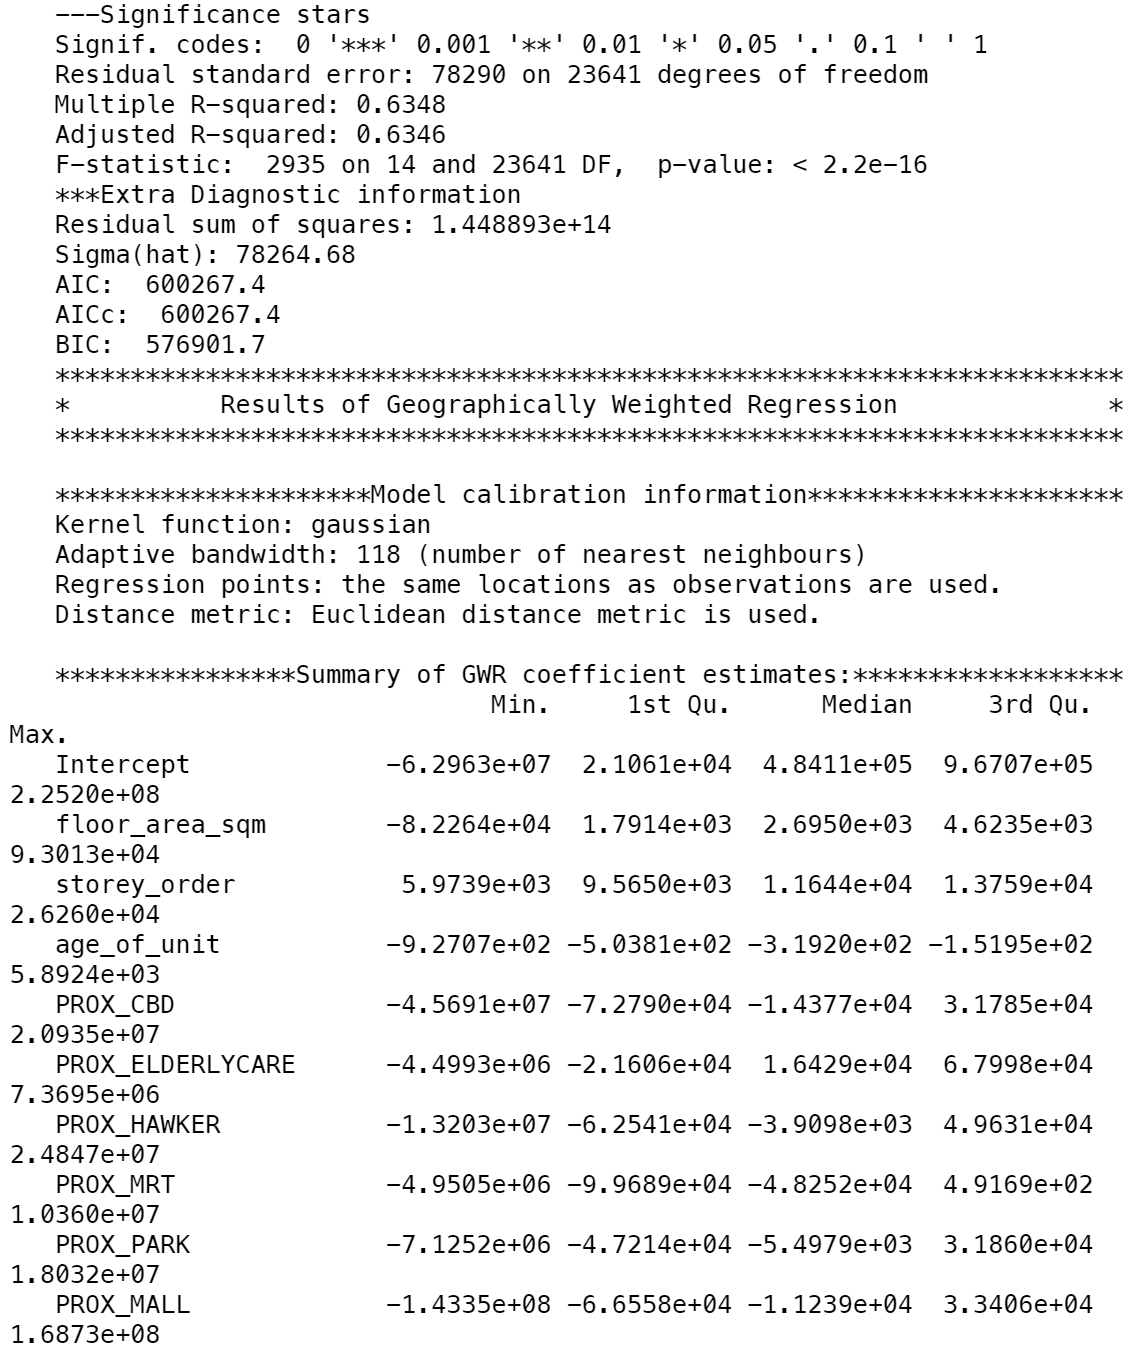 ---Significance stars
Signif. codes:  0 '***' 0.001 '**' 0.01 '*' 0.05 '.' 0.1 ' ' 1
Residual standard error: 78290 on 23641 degrees of freedom
Multiple R-squared: 0.6348
Adjusted R-squared: 0.6346
F-statistic:  2935 on 14 and 23641 DF,  p-value: < 2.2e-16
***Extra Diagnostic information
Residual sum of squares: 1.448893e+14
Sigma(hat): 78264.68
AIC:  600267.4
AICc:  600267.4
BIC:  576901.7
***********************************************************************
*          Results of Geographically Weighted Regression              *
***********************************************************************
*********************Model calibration information*********************
Kernel function: gaussian
Adaptive bandwidth: 118 (number of nearest neighbours)
Regression points: the same locations as observations are used.
Distance metric: Euclidean distance metric is used.
****************Summary of GWR coefficient estimates:******************
Min.     1st Qu.      Median     3rd Qu.
Max.
Intercept             -6.2963e+07  2.1061e+04  4.8411e+05  9.6707e+05
2.2520e+08
floor_area_sqm        -8.2264e+04  1.7914e+03  2.6950e+03  4.6235e+03
9.3013e+04
storey_order           5.9739e+03  9.5650e+03  1.1644e+04  1.3759e+04
2.6260e+04
age_of_unit           -9.2707e+02 -5.0381e+02 -3.1920e+02 -1.5195e+02
5.8924e+03
PROX_CBD              -4.5691e+07 -7.2790e+04 -1.4377e+04  3.1785e+04
2.0935e+07
PROX_ELDERLYCARE      -4.4993e+06 -2.1606e+04  1.6429e+04  6.7998e+04
7.3695e+06
PROX_HAWKER           -1.3203e+07 -6.2541e+04 -3.9098e+03  4.9631e+04
2.4847e+07
PROX_MRT              -4.9505e+06 -9.9689e+04 -4.8252e+04  4.9169e+02
1.0360e+07
PROX_PARK             -7.1252e+06 -4.7214e+04 -5.4979e+03  3.1860e+04
1.8032e+07
PROX_MALL             -1.4335e+08 -6.6558e+04 -1.1239e+04  3.3406e+04
1.6873e+08